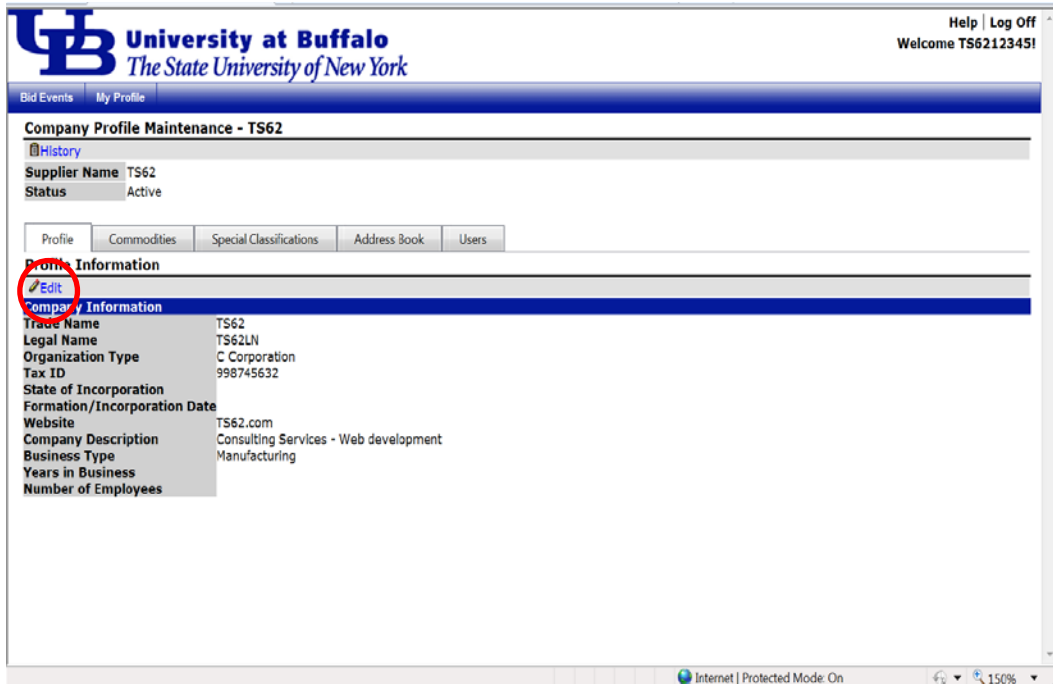 Help | Log Off
UB University at Buffalo
Welcome TS6212345!
The State University of New York
Bid Events My Profile
Company Profile Maintenance - TS62
History
Supplier Name TS62
Status Active
Profile Commodities Special Classifications Address Book Users
Profile Information
Edit
Company Information
Trade Name TS62
Legal Name TS62LN
Organization Type C Corporation
Tax ID 998745632
State of Incorporation
Formation/Incorporation Date
Website TS62.com
Company Description Consulting Services - Web development
Business Type Manufacturing
Years in Business
Number of Employees
Internet | Protected Mode: On 150%